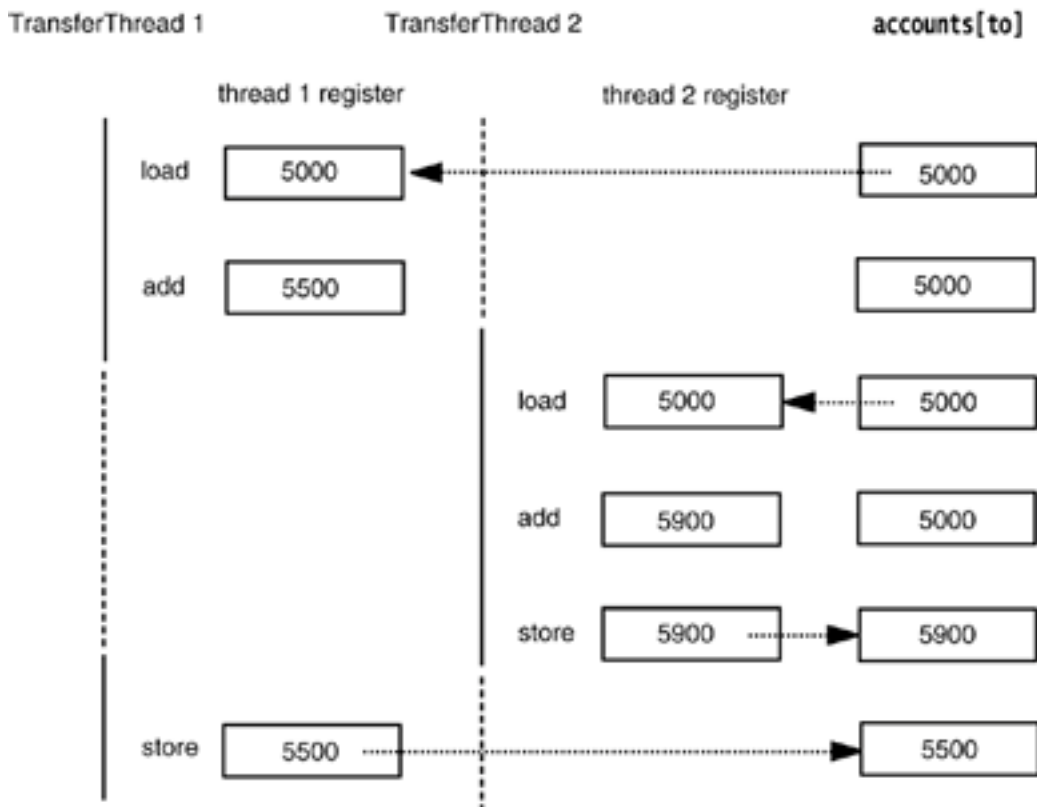 TransferThread 1 TransferThread 2 accounts[to]
thread 1 register thread 2 register
load 5000 5000
add 5500 5000
load 5000 5000
add 5900 5000
store 5900 5900
store 5500 5500